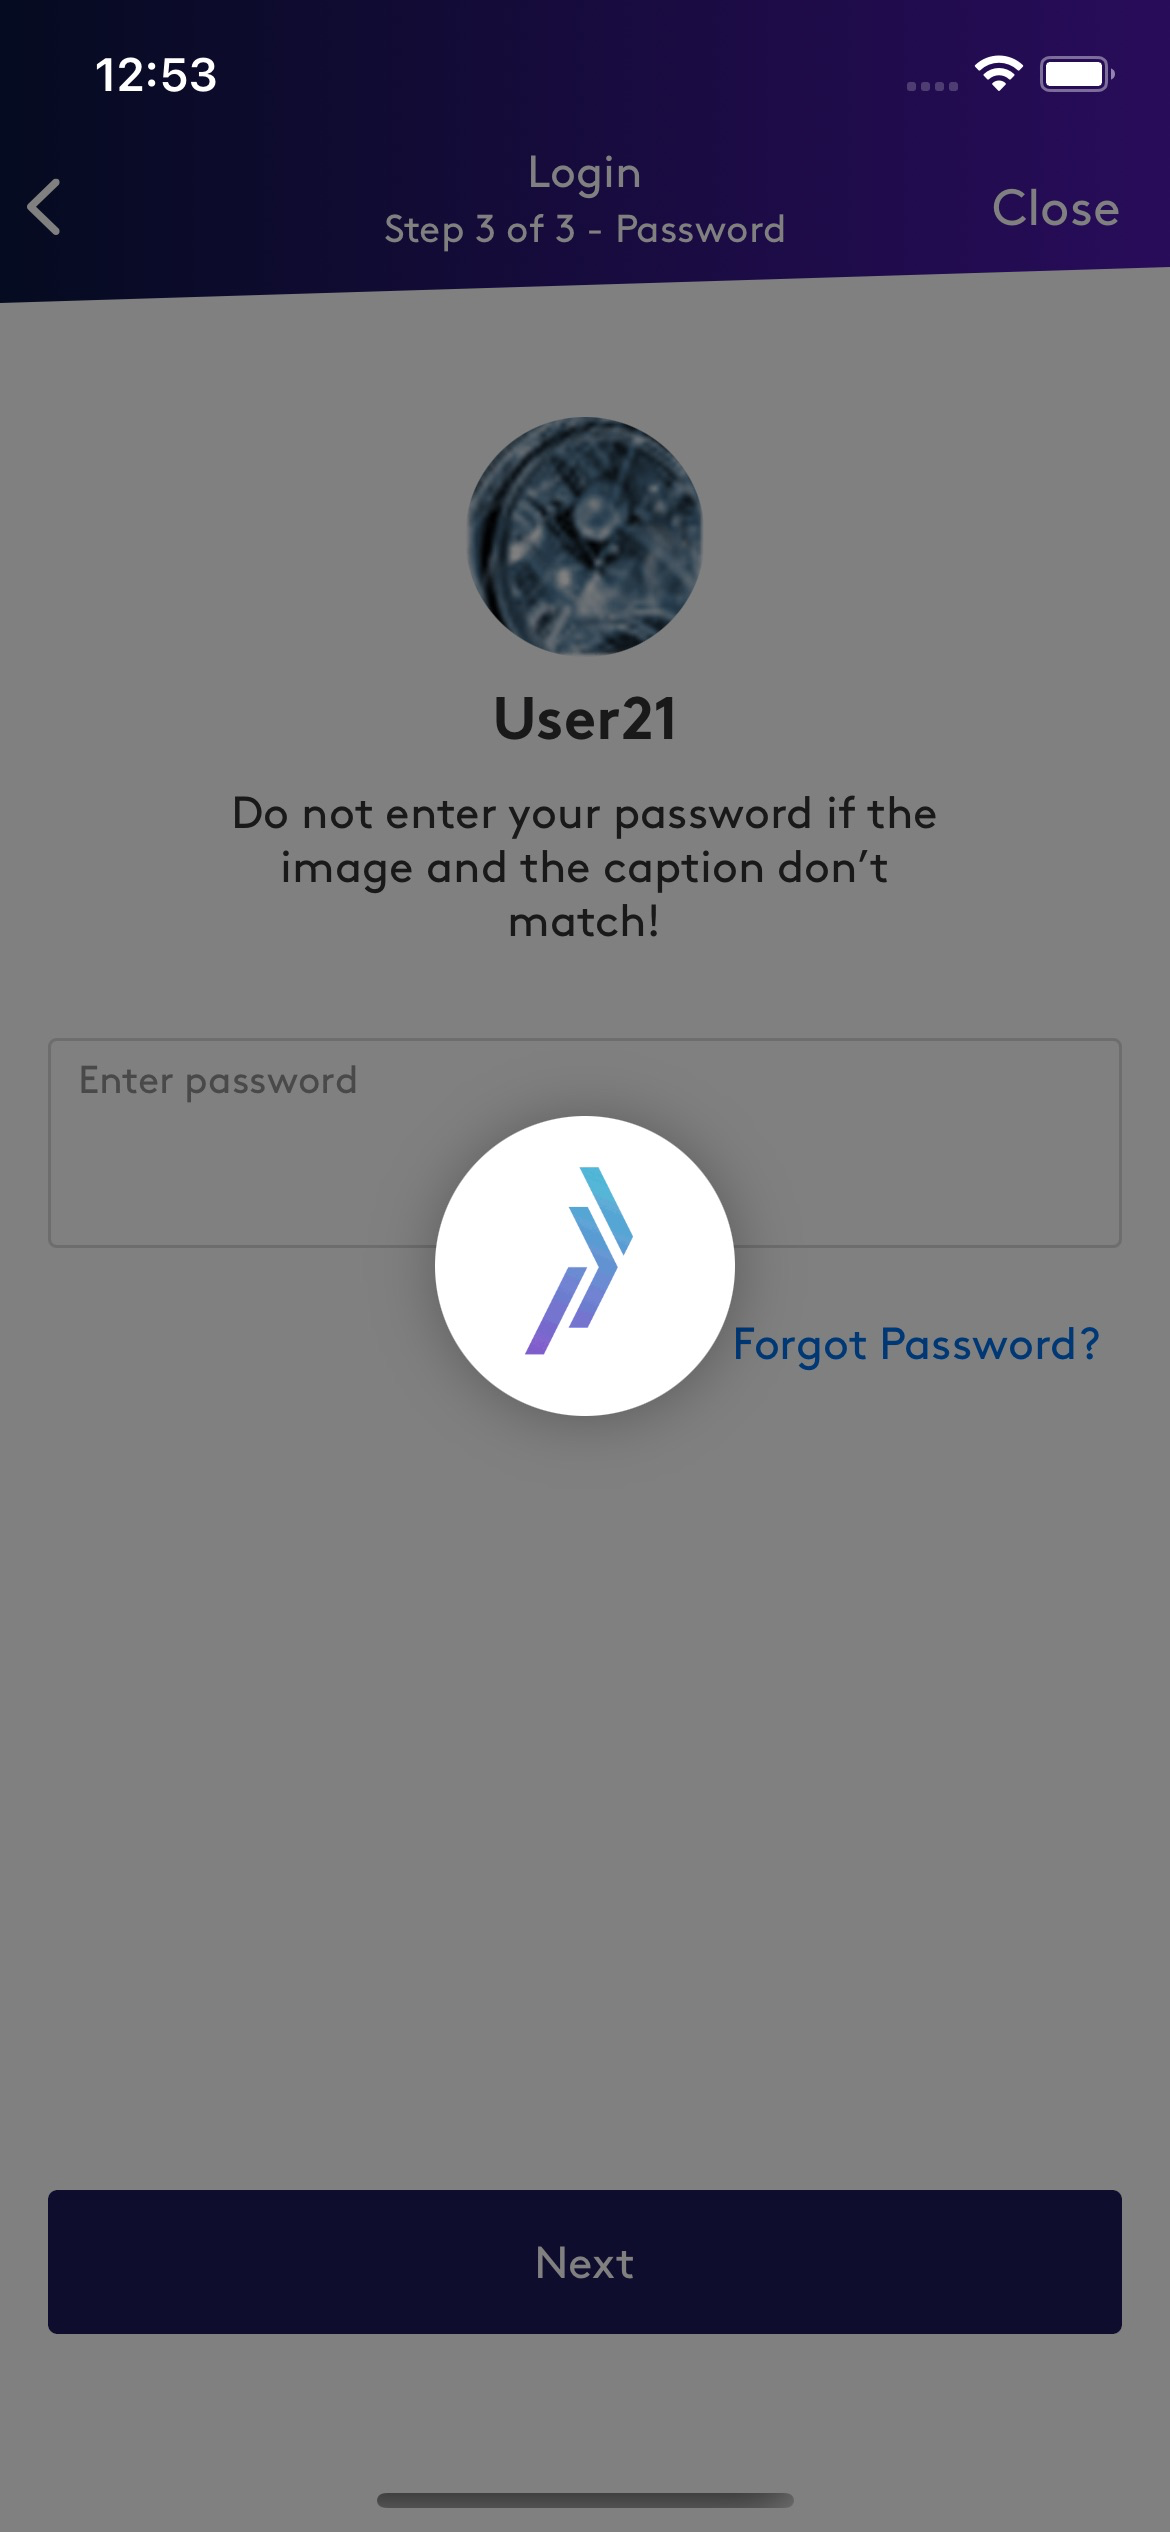 12:53
Login
Step 3 of 3 - Password
Close
User21
Do not enter your password if the
image and the caption don’t
match!
Enter password
Forgot Password?
Next